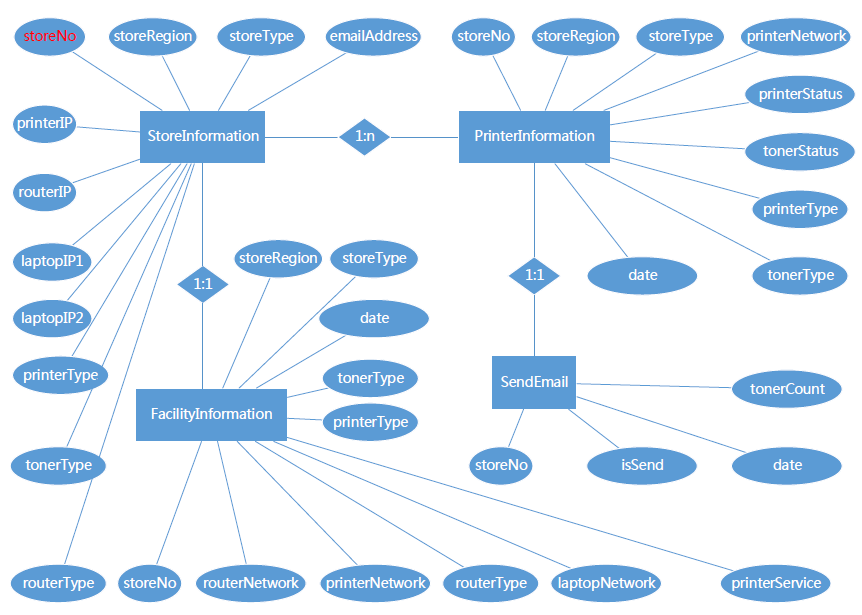 storeNo
storeRegion
storeType
emailAddress
storeNo
storeRegion
storeType
printerNetwork
printerStatus
printerIP
StoreInformation
1:n
PrinterInformation
tonerStatus
routerIP
printerType
laptopIP1
storeRegion
storeType
date
tonerType
1:1
1:1
laptopIP2
date
printerType
tonerType
SendEmail
tonerCount
FacilityInformation
printerType
tonerType
storeNo
isSend
date
routerType
storeNo
routerNetwork
printerNetwork
routerType
laptopNetwork
printerService